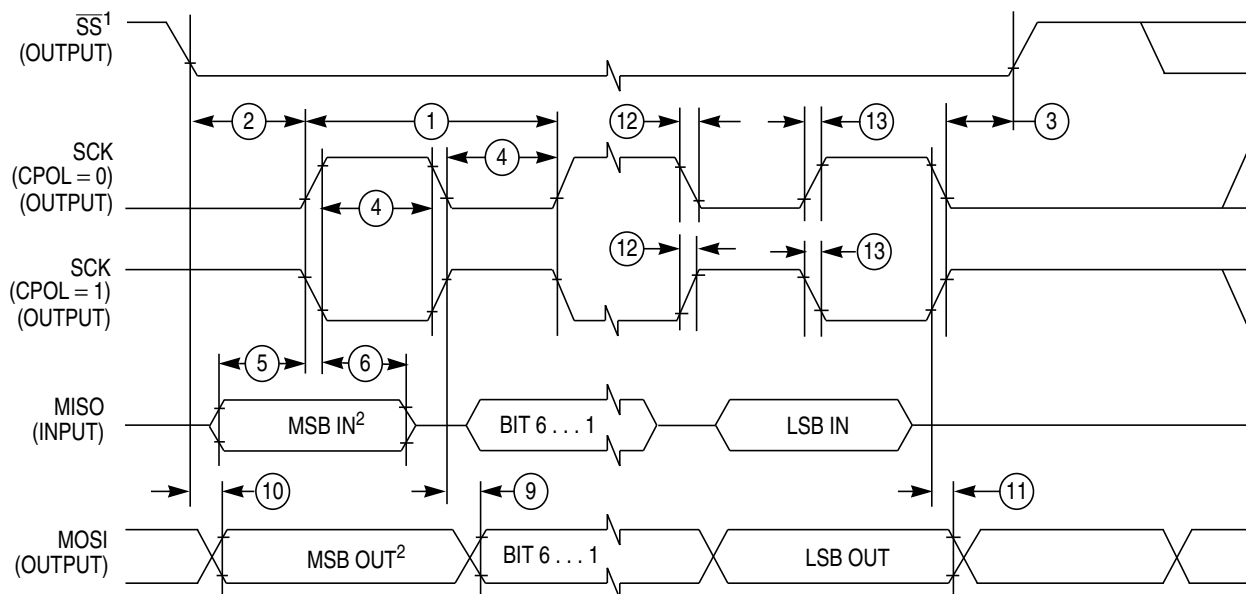 SS¹
(OUTPUT)
2
1
12
13
3
SCK
(CPOL = 0)
(OUTPUT)
4
4
SCK
(CPOL = 1)
(OUTPUT)
12
13
5
6
MISO
(INPUT)
MSB IN²
BIT 6 . . . 1
LSB IN
10
9
11
MOSI
(OUTPUT)
MSB OUT²
BIT 6 . . . 1
LSB OUT